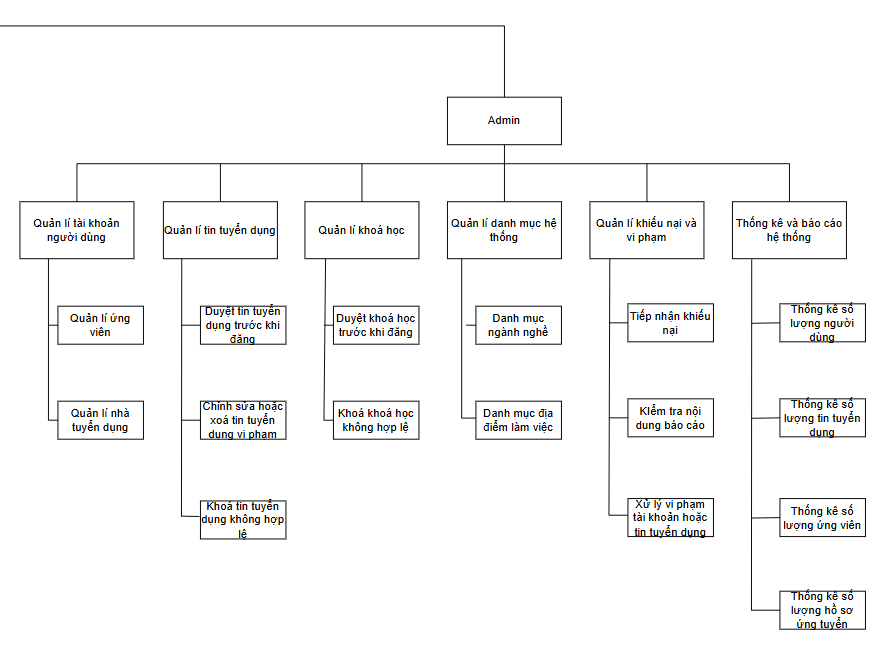 Admin
Quản lí tài khoản
người dùng
Quản lí tin tuyển dụng
Quản lí khoá học
Quản lí danh mục hệ
thống
Quản lí khiếu nại và
vi phạm
Thống kê và báo cáo
hệ thống
Quản lí ứng
viên
Quản lí nhà
tuyển dụng
Duyệt tin tuyển
dụng trước khi
đăng
Chỉnh sửa hoặc
xoá tin tuyển
dụng vi phạm
Khoá tin tuyển
dụng không hợp
lệ
Duyệt khoá học
trước khi đăng
Khoá khoá học
không hợp lệ
Danh mục
ngành nghề
Danh mục địa
điểm làm việc
Tiếp nhận khiếu
nại
KIểm tra nội
dung báo cáo
Xử lý vi phạm
tài khoản hoặc
tin tuyển dụng
Thống kê số
lượng người
dùng
Thống kê số
lượng tin tuyển
dụng
Thống kê số
lượng ứng viên
Thống kê số
lượng hồ sơ
ứng tuyển